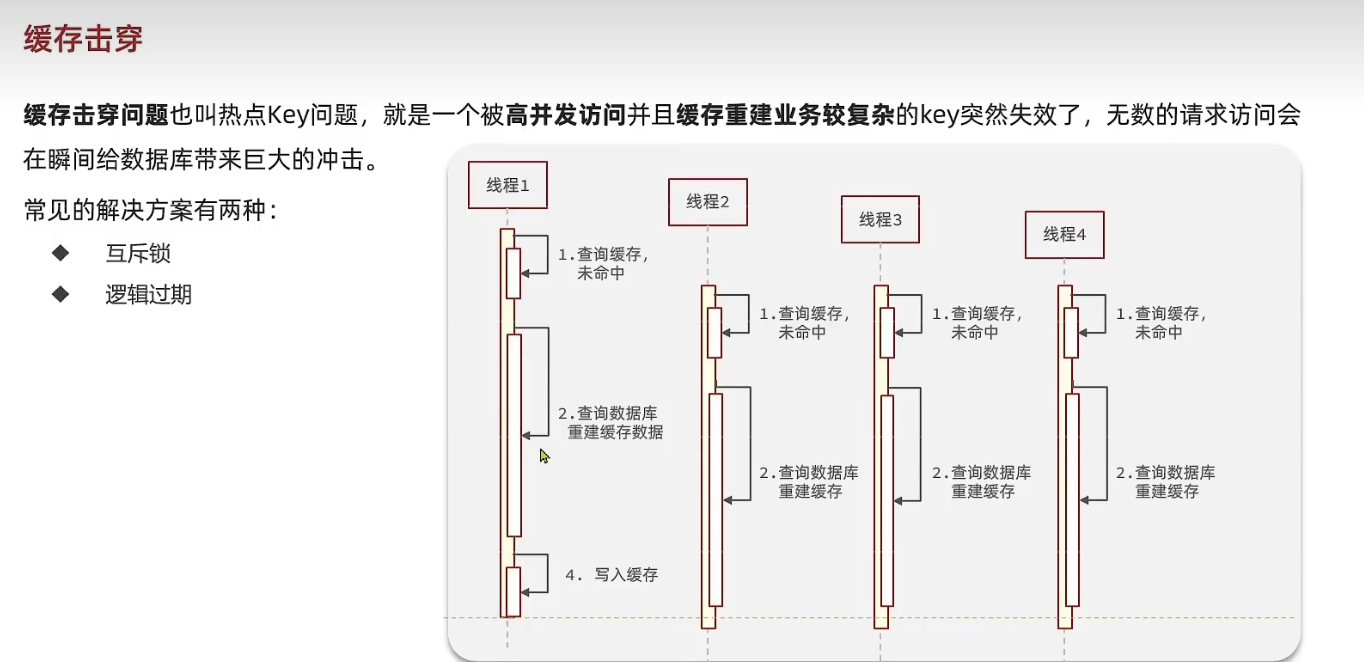 缓存击穿
缓存击穿问题也叫热点Key问题，就是一个被高并发访问并且缓存重建业务较复杂的key突然失效了，无数的请求访问会
在瞬间给数据库带来巨大的冲击。
常见的解决方案有两种：
互斥锁
逻辑过期
线程1
线程2
线程3
线程4
1.查询缓存，
未命中
1.查询缓存，
未命中
1.查询缓存，
未命中
1.查询缓存，
未命中
2.查询数据库
重建缓存数据
2.查询数据库
重建缓存
2.查询数据库
重建缓存
2.查询数据库
重建缓存
4. 写入缓存